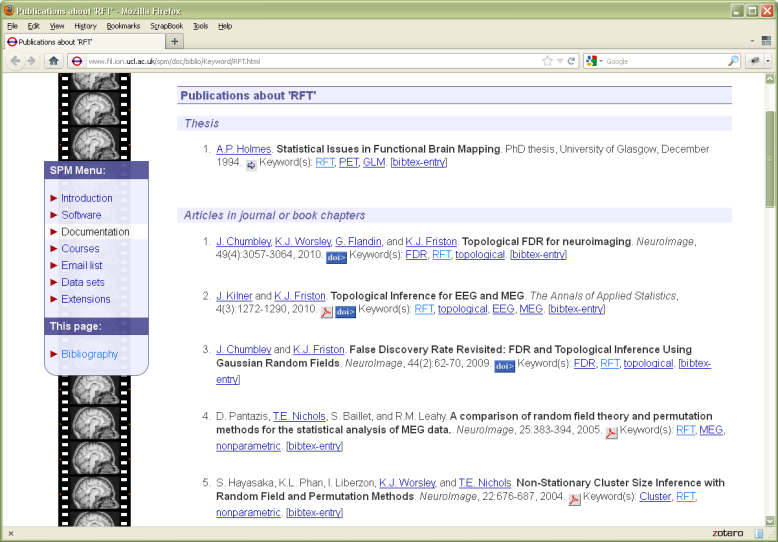 Publications about 'RFT' - Mozilla Firefox
File Edit View History Bookmarks ScrapBook Tools Help
Publications about 'RFT'
www.fil.ion.ucl.ac.uk/spm/doc/biblio/Keyword/RFT.html
Google
Publications about 'RFT'
Thesis
1. A.P. Holmes. Statistical Issues in Functional Brain Mapping. PhD thesis, University of Glasgow, December
1994. Keyword(s): RFT, PET, GLM. [bibtex-entry]
SPM Menu:
Introduction
Software
Documentation
Courses
Email list
Data sets
Extensions
This page:
Bibliography
Articles in journal or book chapters
1. J. Chumbley, K.J. Worsley, G. Flandin, and K.J. Friston. Topological FDR for neuroimaging. NeuroImage,
49(4):3057-3064, 2010. doi> Keyword(s): FDR, RFT, topological. [bibtex-entry]
2. J. Kilner and K.J. Friston. Topological Inference for EEG and MEG. The Annals of Applied Statistics,
4(3):1272-1290, 2010. doi> Keyword(s): RFT, topological, EEG, MEG. [bibtex-entry]
3. J. Chumbley and K.J. Friston. False Discovery Rate Revisited: FDR and Topological Inference Using
Gaussian Random Fields. NeuroImage, 44(2):62-70, 2009. doi> Keyword(s): FDR, RFT, topological. [bibtex-
entry]
4. D. Pantazis, T.E. Nichols, S. Baillet, and R.M. Leahy. A comparison of random field theory and permutation
methods for the statistical analysis of MEG data.. NeuroImage, 25:383-394, 2005. Keyword(s): RFT, MEG,
nonparametric. [bibtex-entry]
5. S. Hayasaka, K.L. Phan, I. Liberzon, K.J. Worsley, and T.E. Nichols. Non-Stationary Cluster Size Inference with
Random Field and Permutation Methods. NeuroImage, 22:676-687, 2004. Keyword(s): Cluster, RFT,
nonparametric. [bibtex-entry]
zotero